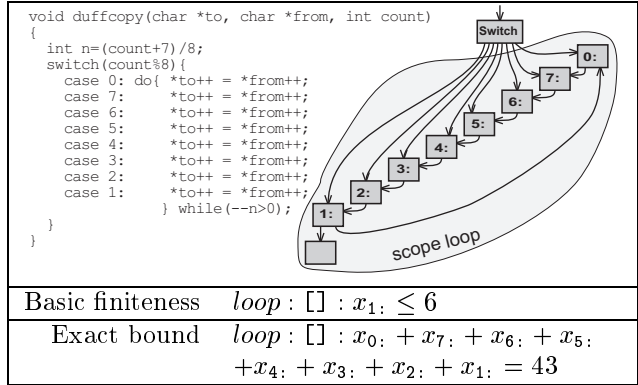 void duffcopy(char *to, char *from, int count)
{
int n=(count+7)/8;
switch(count%8){
case 0: do{ *to++ = *from++;
case 7: *to++ = *from++;
case 6: *to++ = *from++;
case 5: *to++ = *from++;
case 4: *to++ = *from++;
case 3: *to++ = *from++;
case 2: *to++ = *from++;
case 1: *to++ = *from++;
} while(--n>0);
}
}
Switch
0:
7:
6:
5:
4:
3:
2:
1:
scope loop
Basic finiteness loop : [] : x1: ≤ 6
Exact bound loop : [] : x0: + x7: + x6: + x5:
+x4: + x3: + x2: + x1: = 43